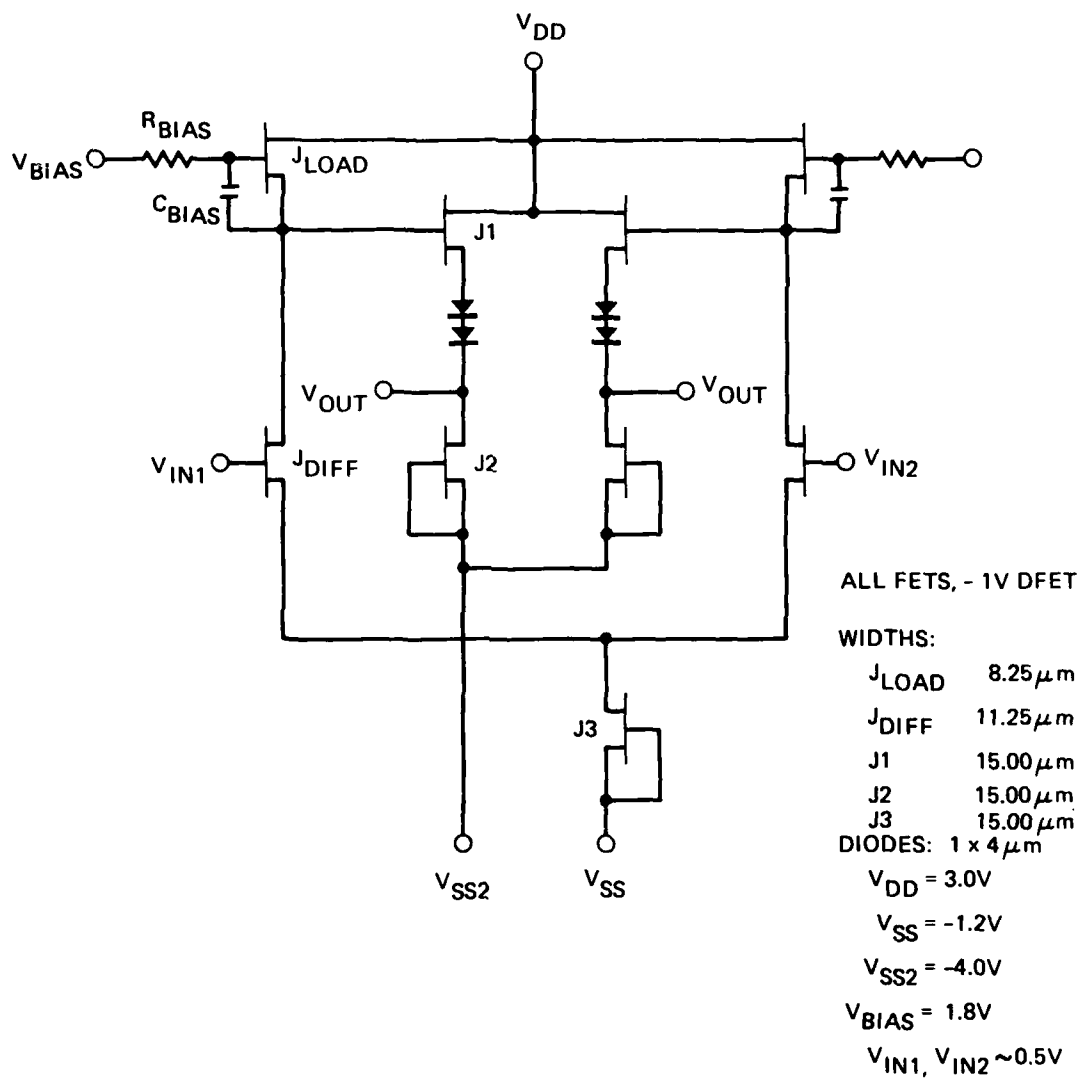 VDD
RBIAS
VBIAS
JLOAD
CBIAS
J1
VOUT
VOUT
VIN1
JDIFF
J2
VIN2
ALL FETS, - 1V DFET
WIDTHS:
JLOAD 8.25μm
JDIFF 11.25μm
J3
J1 15.00μm
J2 15.00μm
J3 15.00μm
DIODES: 1 x 4μm
VSS2
VSS
VDD = 3.0V
VSS = -1.2V
VSS2 = -4.0V
VBIAS = 1.8V
VIN1, VIN2 ~0.5V